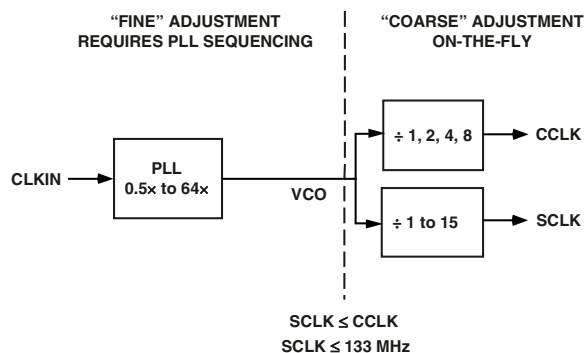 “FINE” ADJUSTMENT
REQUIRES PLL SEQUENCING
“COARSE” ADJUSTMENT
ON-THE-FLY
CLKIN
PLL
0.5× to 64×
VCO
÷ 1, 2, 4, 8
CCLK
÷ 1 to 15
SCLK
SCLK ≤ CCLK
SCLK ≤ 133 MHz